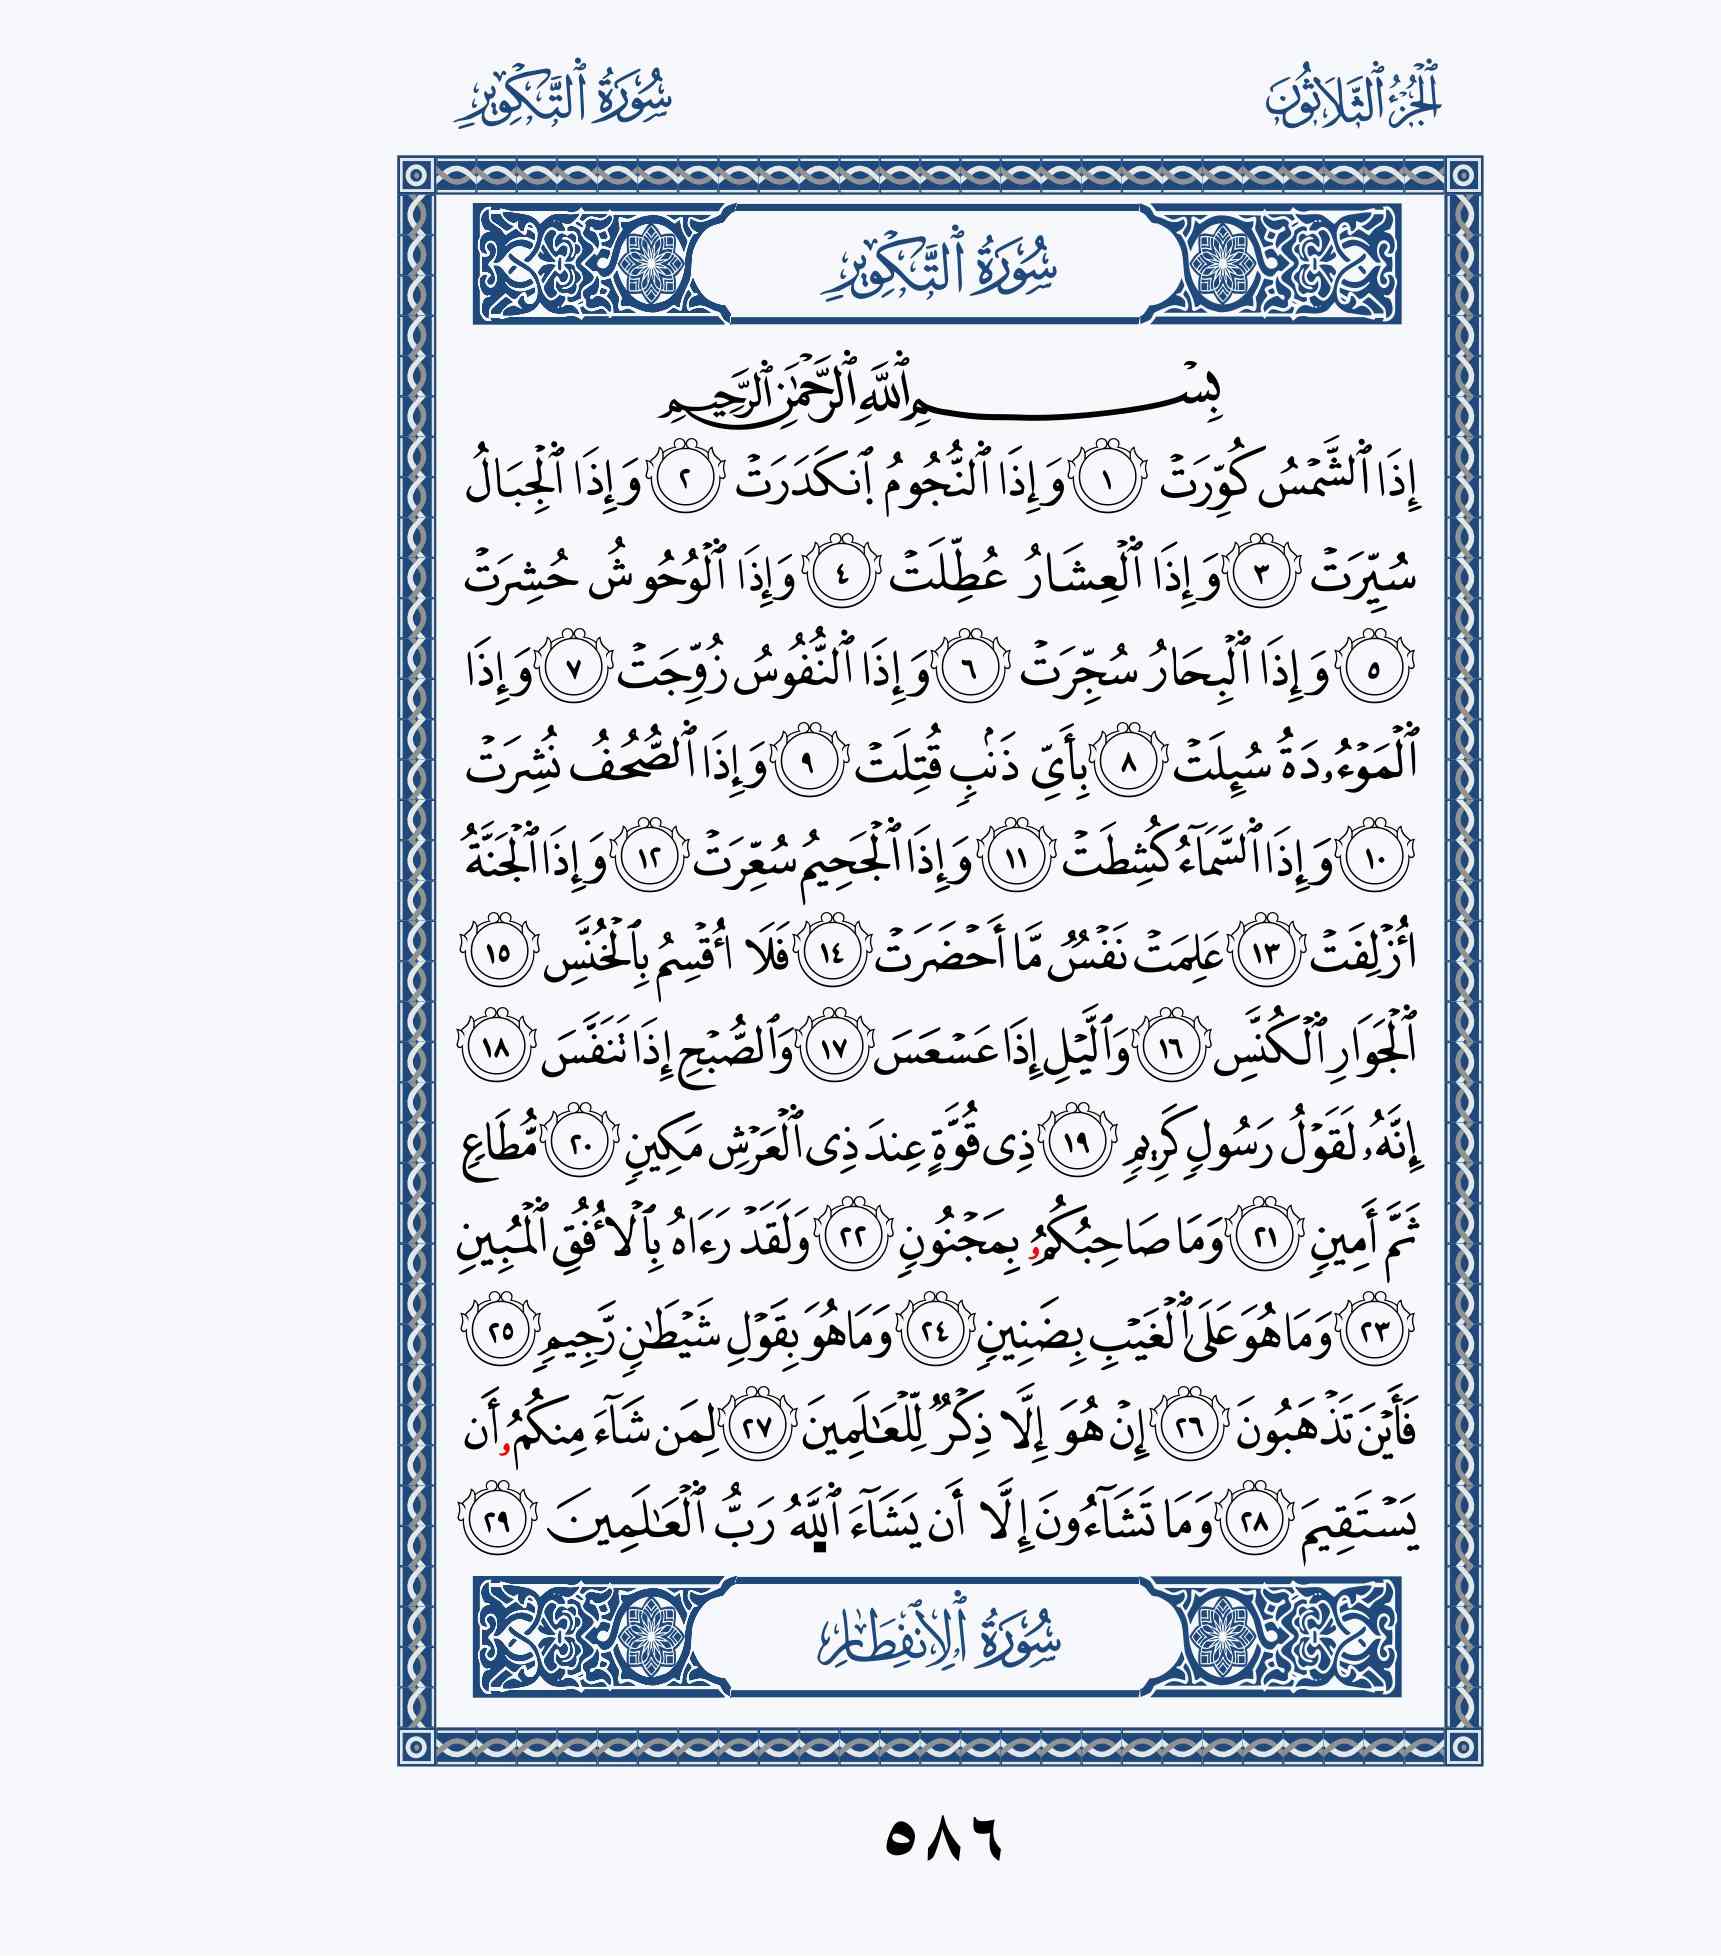 ٱلْجُزْءُ ٱلثَّلَاثُونَ
سُورَةُ ٱلتَّكْوِيرِ
سُورَةُ ٱلتَّكْوِيرِ
بِسْمِ ٱللَّهِ ٱلرَّحْمَٰنِ ٱلرَّحِيمِ
إِذَا ٱلشَّمْسُ كُوِّرَتْ ١ وَإِذَا ٱلنُّجُومُ ٱنكَدَرَتْ ٢ وَإِذَا ٱلْجِبَالُ
سُيِّرَتْ ٣ وَإِذَا ٱلْعِشَارُ عُطِّلَتْ ٤ وَإِذَا ٱلْوُحُوشُ حُشِرَتْ
٥ وَإِذَا ٱلْبِحَارُ سُجِّرَتْ ٦ وَإِذَا ٱلنُّفُوسُ زُوِّجَتْ ٧ وَإِذَا
ٱلْمَوْءُۥدَةُ سُئِلَتْ ٨ بِأَيِّ ذَنۢبٍ قُتِلَتْ ٩ وَإِذَا ٱلصُّحُفُ نُشِرَتْ
١٠ وَإِذَا ٱلسَّمَآءُ كُشِطَتْ ١١ وَإِذَا ٱلْجَحِيمُ سُعِّرَتْ ١٢ وَإِذَا ٱلْجَنَّةُ
أُزْلِفَتْ ١٣ عَلِمَتْ نَفْسٌ مَّا أَحْضَرَتْ ١٤ فَلَا أُقْسِمُ بِٱلْخُنَّسِ ١٥
ٱلْجَوَارِ ٱلْكُنَّسِ ١٦ وَٱلَّيْلِ إِذَا عَسْعَسَ ١٧ وَٱلصُّبْحِ إِذَا تَنَفَّسَ ١٨
إِنَّهُۥ لَقَوْلُ رَسُولٍ كَرِيمٍ ١٩ ذِى قُوَّةٍ عِندَ ذِى ٱلْعَرْشِ مَكِينٍ ٢٠ مُّطَاعٍ
ثَمَّ أَمِينٍ ٢١ وَمَا صَاحِبُكُمُۥ بِمَجْنُونٍ ٢٢ وَلَقَدْ رَءَاهُ بِٱلْأُفُقِ ٱلْمُبِينِ
٢٣ وَمَا هُوَ عَلَى ٱلْغَيْبِ بِضَنِينٍ ٢٤ وَمَا هُوَ بِقَوْلِ شَيْطَٰنٍ رَّجِيمٍ ٢٥
فَأَيْنَ تَذْهَبُونَ ٢٦ إِنْ هُوَ إِلَّا ذِكْرٌ لِّلْعَٰلَمِينَ ٢٧ لِمَن شَآءَ مِنكُمُۥ أَن
يَسْتَقِيمَ ٢٨ وَمَا تَشَآءُونَ إِلَّا أَن يَشَآءَ ٱللَّهُ رَبُّ ٱلْعَٰلَمِينَ ٢٩
سُورَةُ ٱلِٱنفِطَارِ
٥٨٦